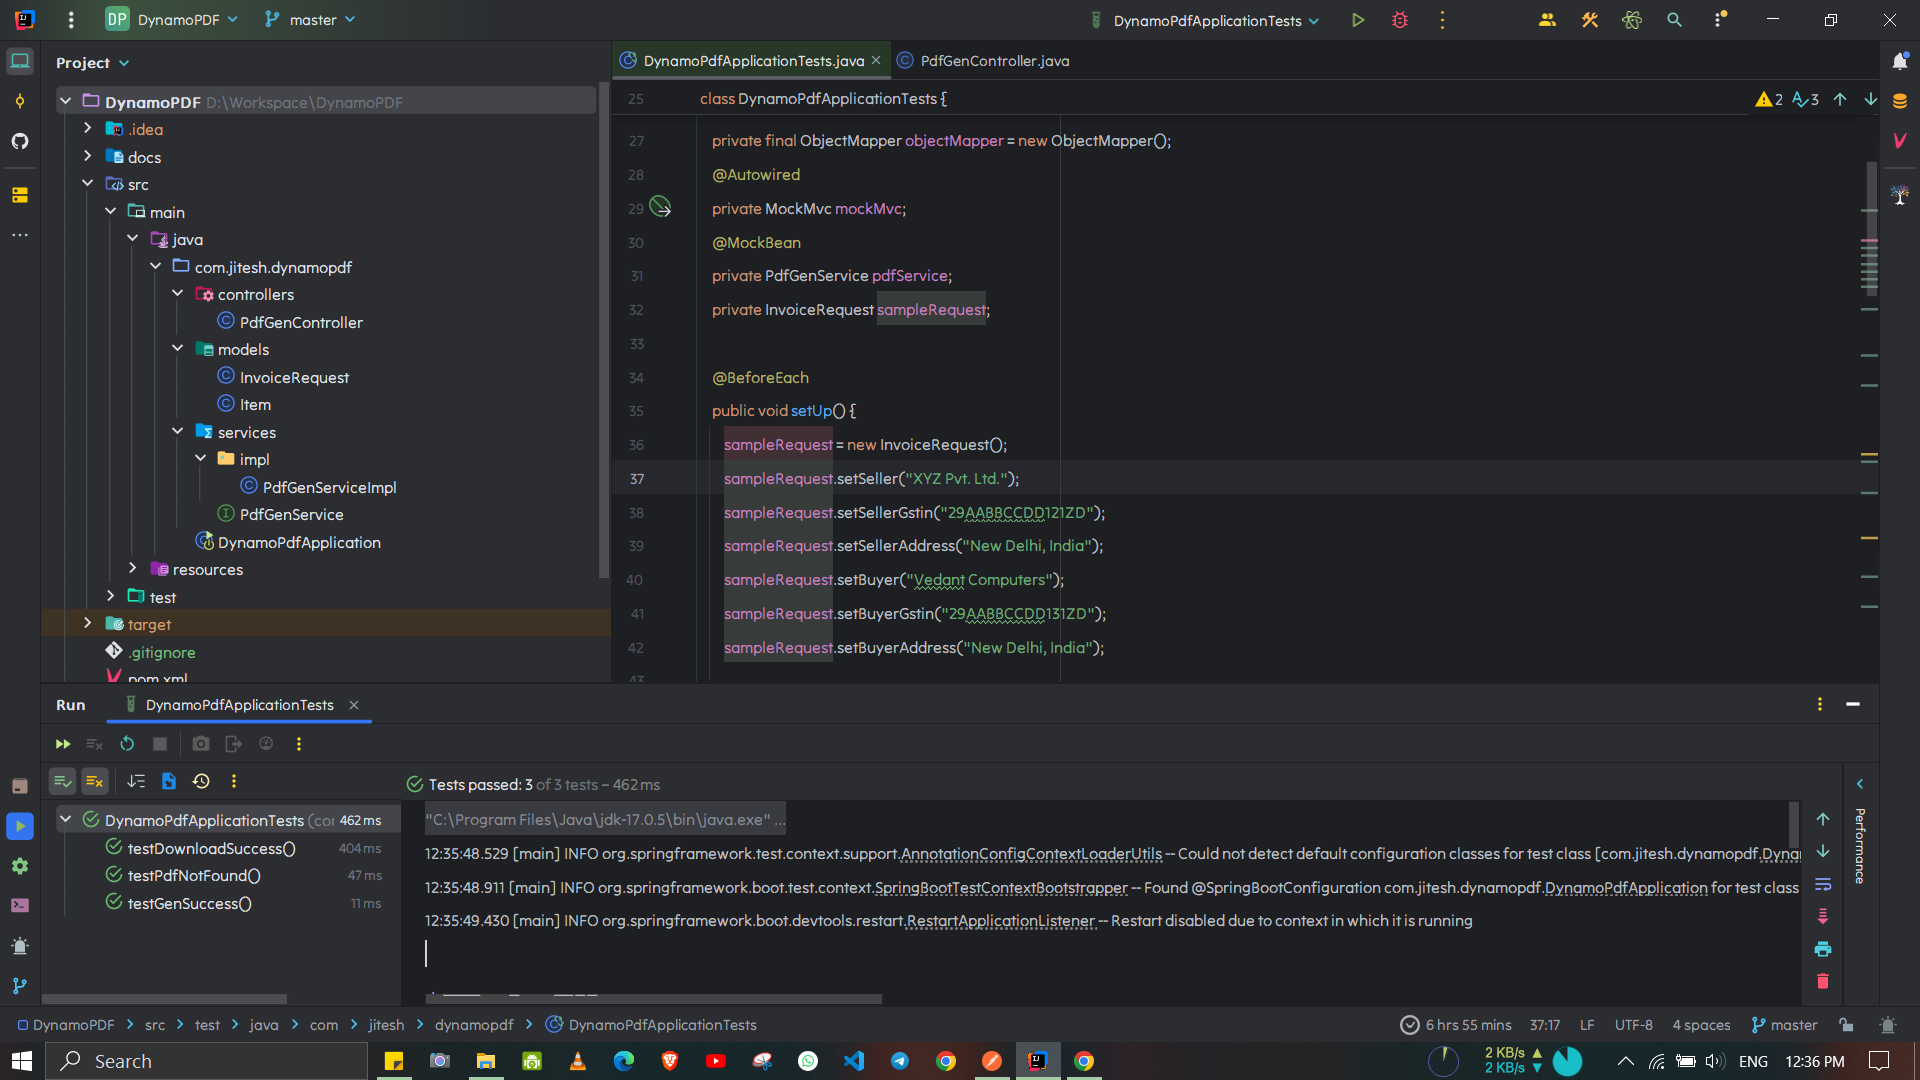 DP DynamoPDF master DynamoPdfApplicationTests
Project
DynamoPDF D:\Workspace\DynamoPDF
.idea
docs
src
main
java
com.jitesh.dynamopdf
controllers
PdfGenController
models
InvoiceRequest
Item
services
impl
PdfGenServiceImpl
PdfGenService
DynamoPdfApplication
resources
test
target
.gitignore
pom.xml
DynamoPdfApplicationTests.java PdfGenController.java
25 class DynamoPdfApplicationTests { 2 3
27 private final ObjectMapper objectMapper = new ObjectMapper();
28 @Autowired
29 private MockMvc mockMvc;
30 @MockBean
31 private PdfGenService pdfService;
32 private InvoiceRequest sampleRequest;
33
34 @BeforeEach
35 public void setUp() {
36 sampleRequest = new InvoiceRequest();
37 sampleRequest.setSeller("XYZ Pvt. Ltd.");
38 sampleRequest.setSellerGstin("29AABBCCDD121ZD");
39 sampleRequest.setSellerAddress("New Delhi, India");
40 sampleRequest.setBuyer("Vedant Computers");
41 sampleRequest.setBuyerGstin("29AABBCCDD131ZD");
42 sampleRequest.setBuyerAddress("New Delhi, India");
43
Run DynamoPdfApplicationTests
Tests passed: 3 of 3 tests – 462 ms
DynamoPdfApplicationTests (cor 462 ms
testDownloadSuccess() 404 ms
testPdfNotFound() 47 ms
testGenSuccess() 11 ms
"C:\Program Files\Java\jdk-17.0.5\bin\java.exe" ...
12:35:48.529 [main] INFO org.springframework.test.context.support.AnnotationConfigContextLoaderUtils -- Could not detect default configuration classes for test class [com.jitesh.dynamopdf.Dynam
12:35:48.911 [main] INFO org.springframework.boot.test.context.SpringBootTestContextBootstrapper -- Found @SpringBootConfiguration com.jitesh.dynamopdf.DynamoPdfApplication for test class
12:35:49.430 [main] INFO org.springframework.boot.devtools.restart.RestartApplicationListener -- Restart disabled due to context in which it is running
Performance
DynamoPDF > src > test > java > com > jitesh > dynamopdf > DynamoPdfApplicationTests 6 hrs 55 mins 37:17 LF UTF-8 4 spaces master
Search 2 KB/s 2 KB/s ENG 12:36 PM